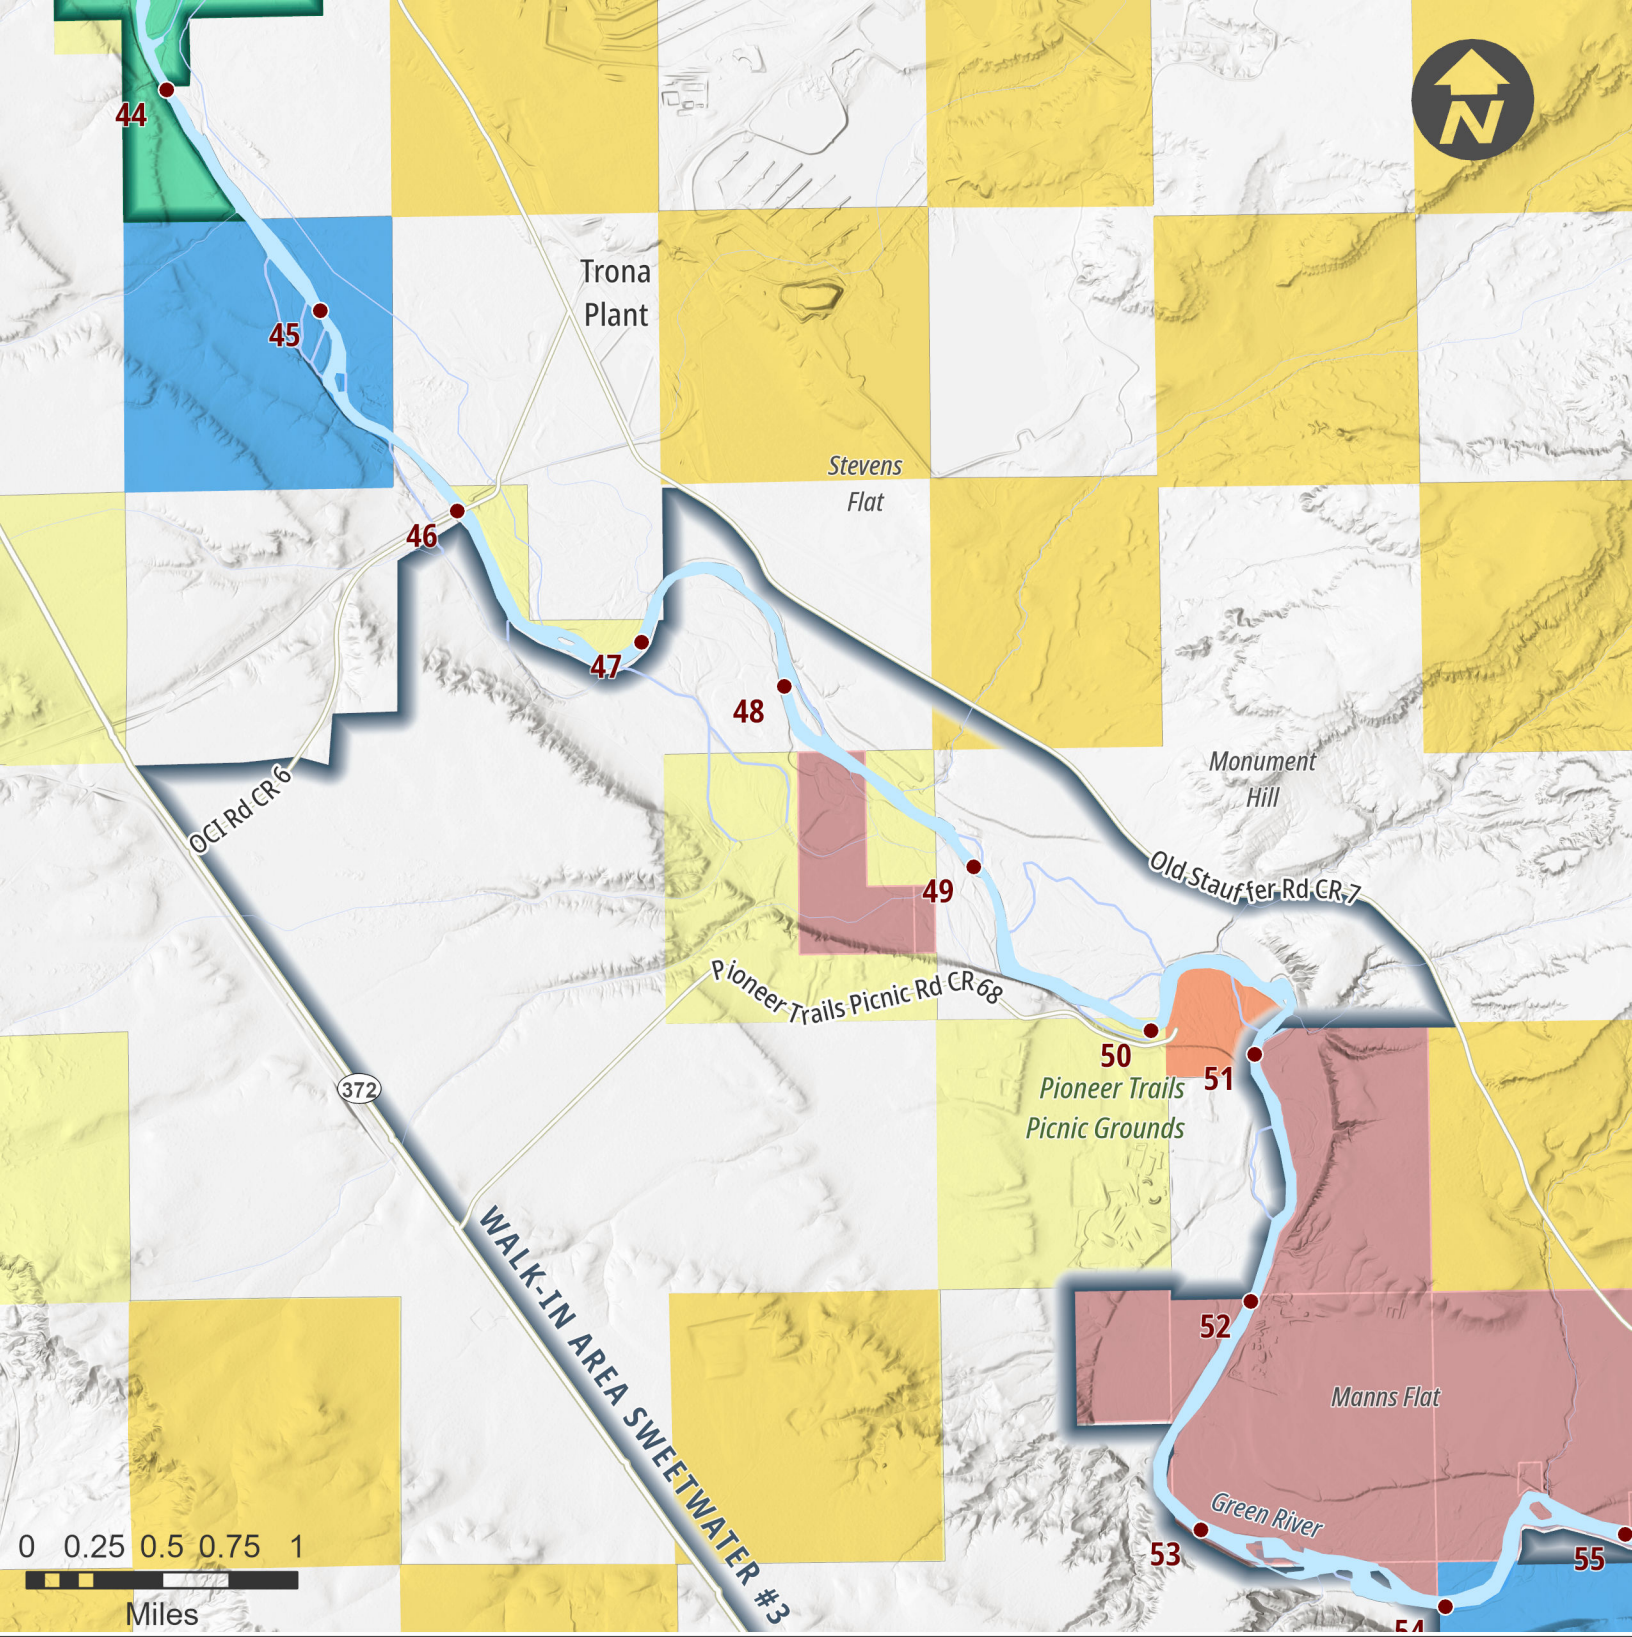 N
44
45
Trona
Plant
Stevens
Flat
46
47
48
Monument
Hill
OCI Rd CR 6
49
Old Stauffer Rd CR 7
Pioneer Trails Picnic Rd CR 68
50
51
Pioneer Trails
Picnic Grounds
372
WALK-IN AREA SWEETWATER #3
52
Manns Flat
Green River
53
55
54
0 0.25 0.5 0.75 1
Miles